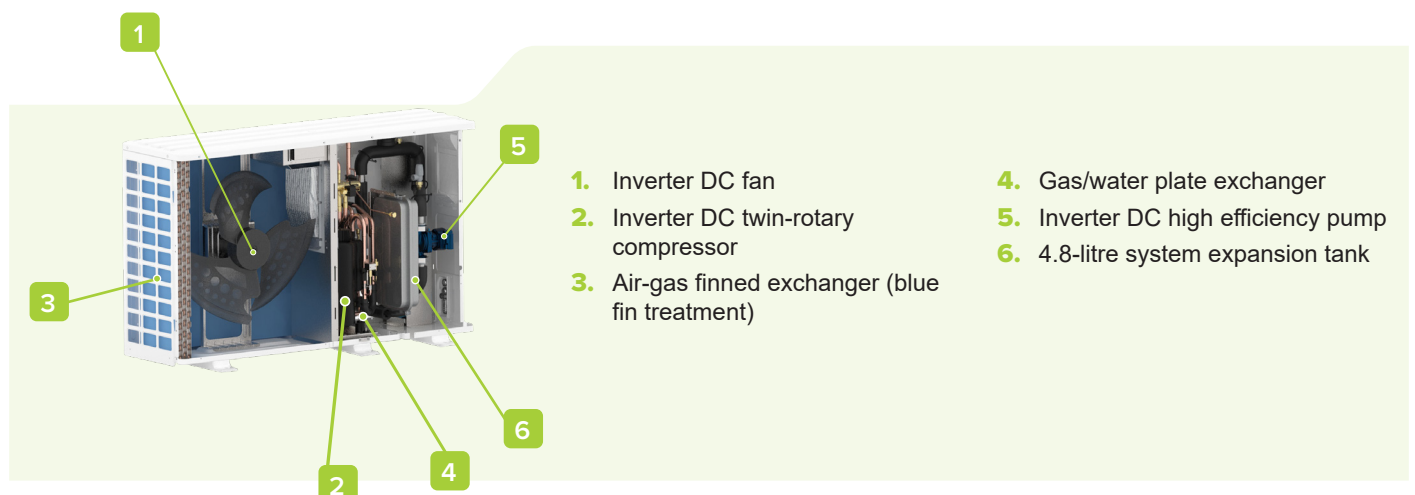 1
5
3
6
4
2
1. Inverter DC fan
2. Inverter DC twin-rotary
compressor
3. Air-gas finned exchanger (blue
fin treatment)
4. Gas/water plate exchanger
5. Inverter DC high efficiency pump
6. 4.8-litre system expansion tank